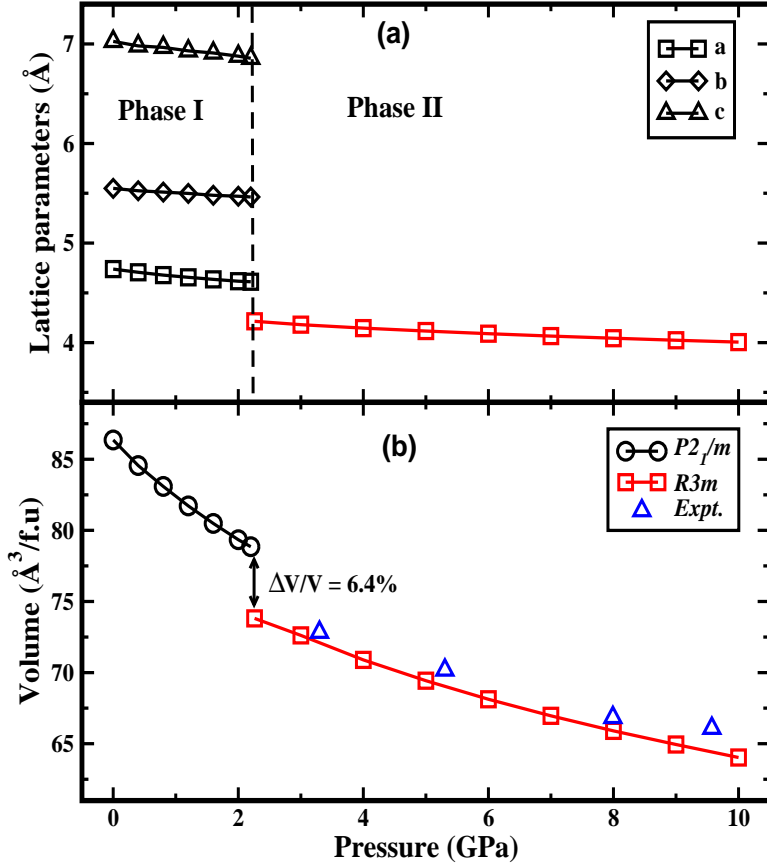 (a)
7
6
5
4
Lattice parameters (Å)
Phase I
Phase II
a
b
c
(b)
85
80
75
70
65
Volume (Å³/f.u)
P2₁/m
R3m
Expt.
ΔV/V = 6.4%
0 2 4 6 8 10
Pressure (GPa)